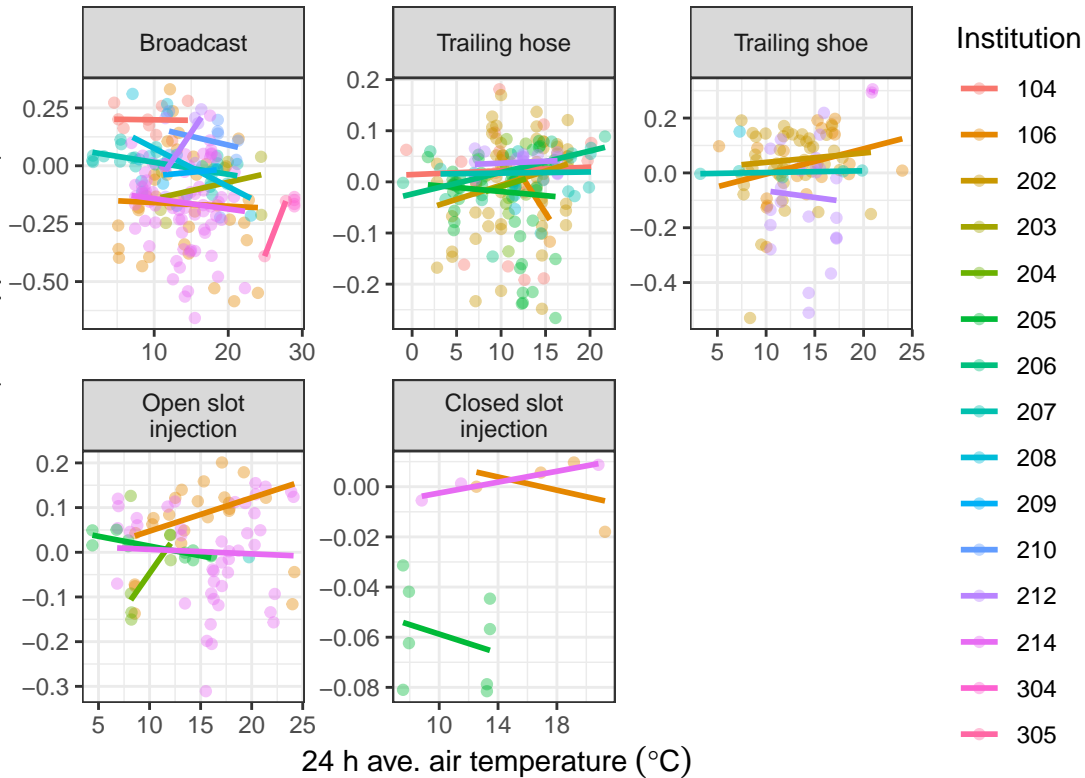 Broadcast
Trailing hose
Trailing shoe
Institution
0.25
0.00
−0.25
−0.50
10 20 30
0.2
0.1
0.0
−0.1
−0.2
0 5 10 15 20
0.2
0.0
−0.2
−0.4
5 10 15 20 25
Open slot
injection
Closed slot
injection
0.2
0.1
0.0
−0.1
−0.2
−0.3
5 10 15 20 25
0.00
−0.02
−0.04
−0.06
−0.08
10 14 18
24 h ave. air temperature (°C)
104
106
202
203
204
205
206
207
208
209
210
212
214
304
305